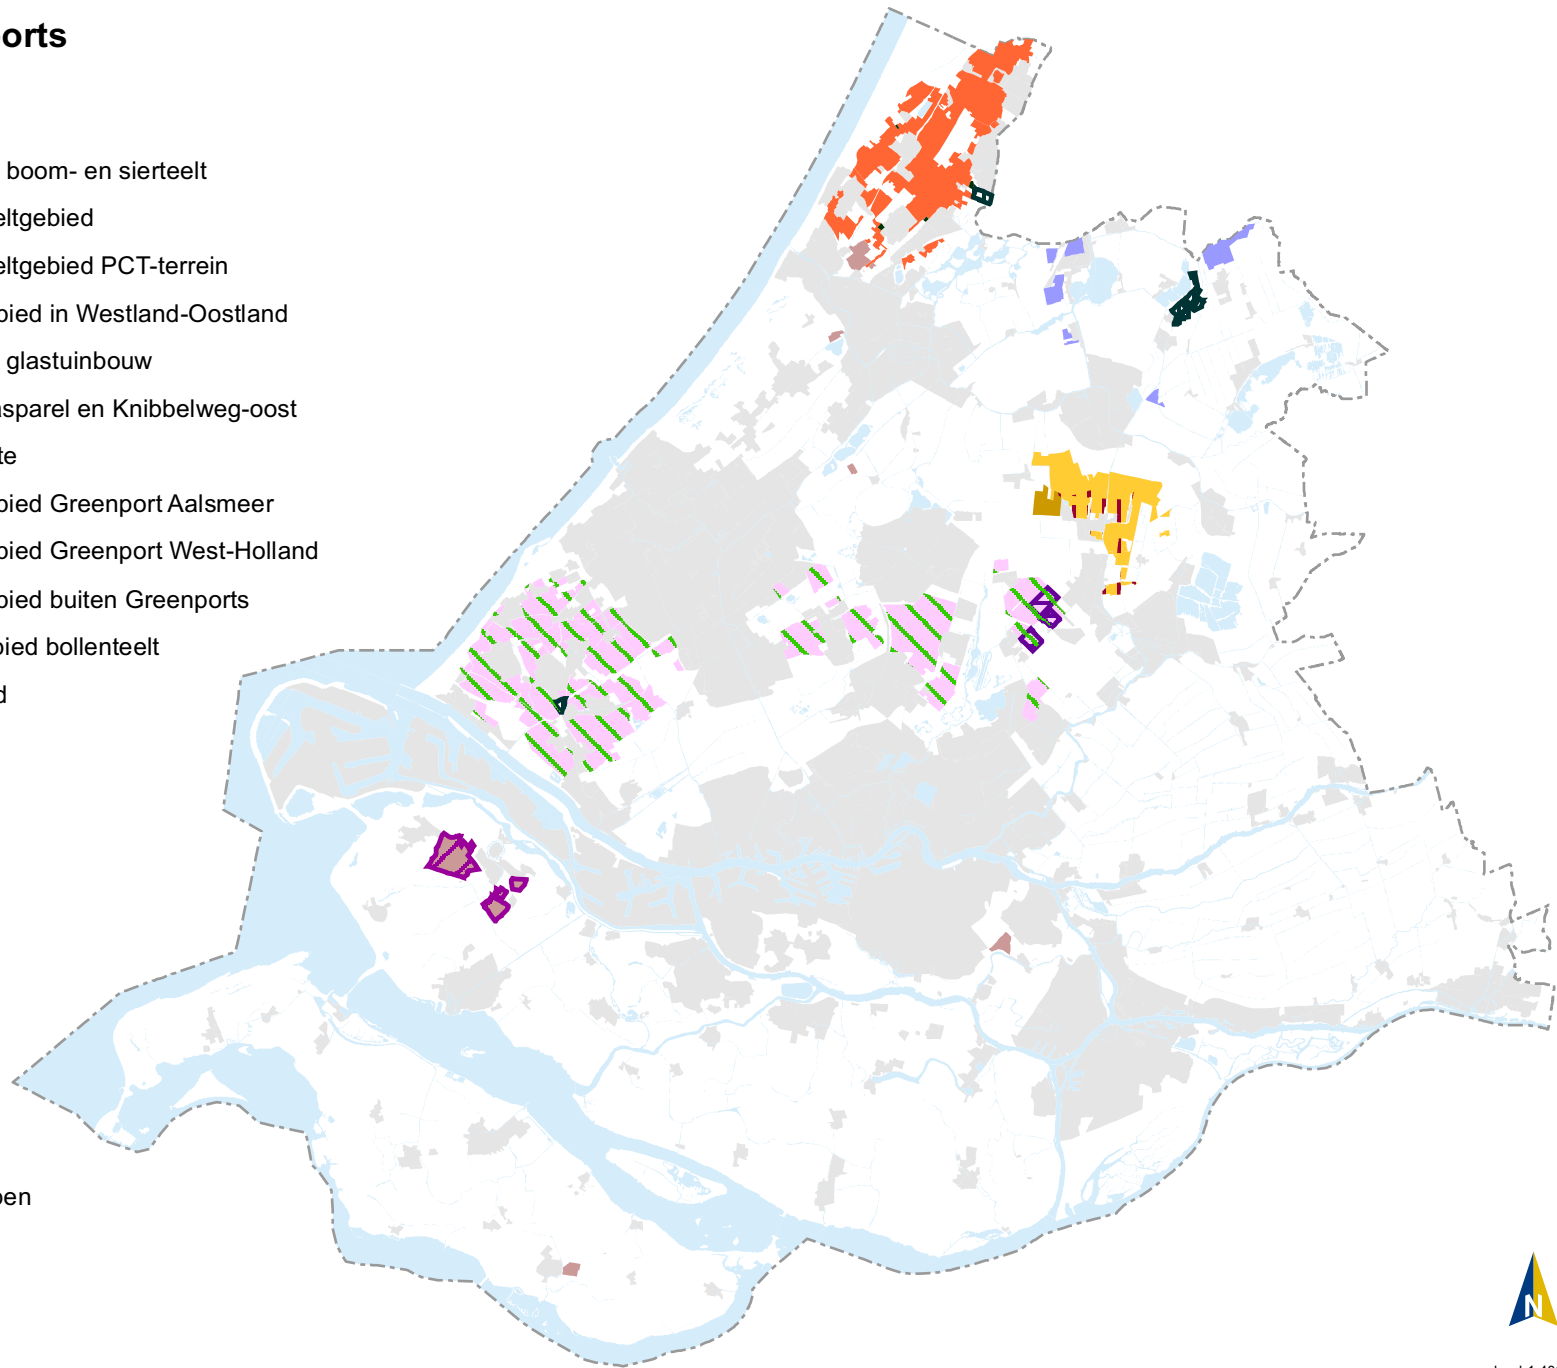 orts
boom- en sierteelt
eltgebied
eltgebied PCT-terrein
bied in Westland-Oostland
glastuinbouw
asparel en Knibbelweg-oost
te
bied Greenport Aalsmeer
bied Greenport West-Holland
bied buiten Greenports
bied bollenteelt
d
pen
N